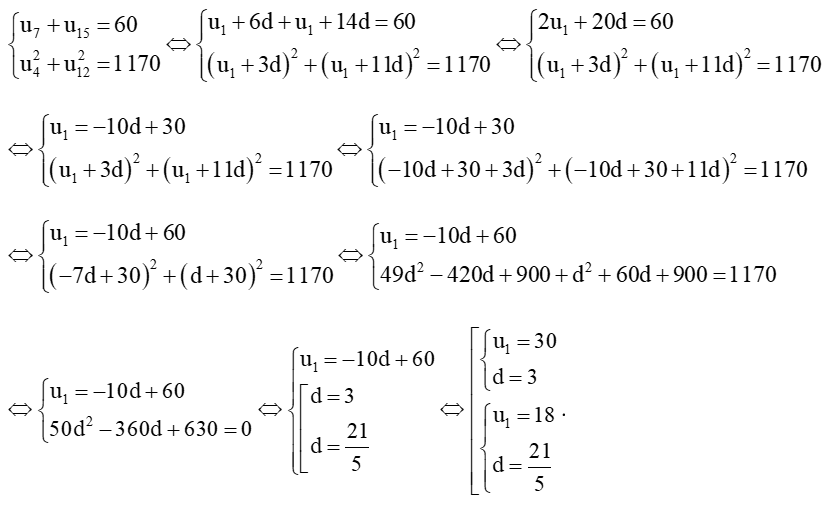 {u₇ + u₁₅ = 60; u₄² + u₁₂² = 1170 ⇔ {u₁ + 6d + u₁ + 14d = 60; (u₁ + 3d)² + (u₁ + 11d)² = 1170 ⇔ {2u₁ + 20d = 60; (u₁ + 3d)² + (u₁ + 11d)² = 1170
⇔ {u₁ = −10d + 30; (u₁ + 3d)² + (u₁ + 11d)² = 1170 ⇔ {u₁ = −10d + 30; (−10d + 30 + 3d)² + (−10d + 30 + 11d)² = 1170
⇔ {u₁ = −10d + 60; (−7d + 30)² + (d + 30)² = 1170 ⇔ {u₁ = −10d + 60; 49d² − 420d + 900 + d² + 60d + 900 = 1170
⇔ {u₁ = −10d + 60; 50d² − 360d + 630 = 0 ⇔ {u₁ = −10d + 60; [d = 3; d = 21/5 ⇔ [{u₁ = 30; d = 3; {u₁ = 18; d = 21/5.